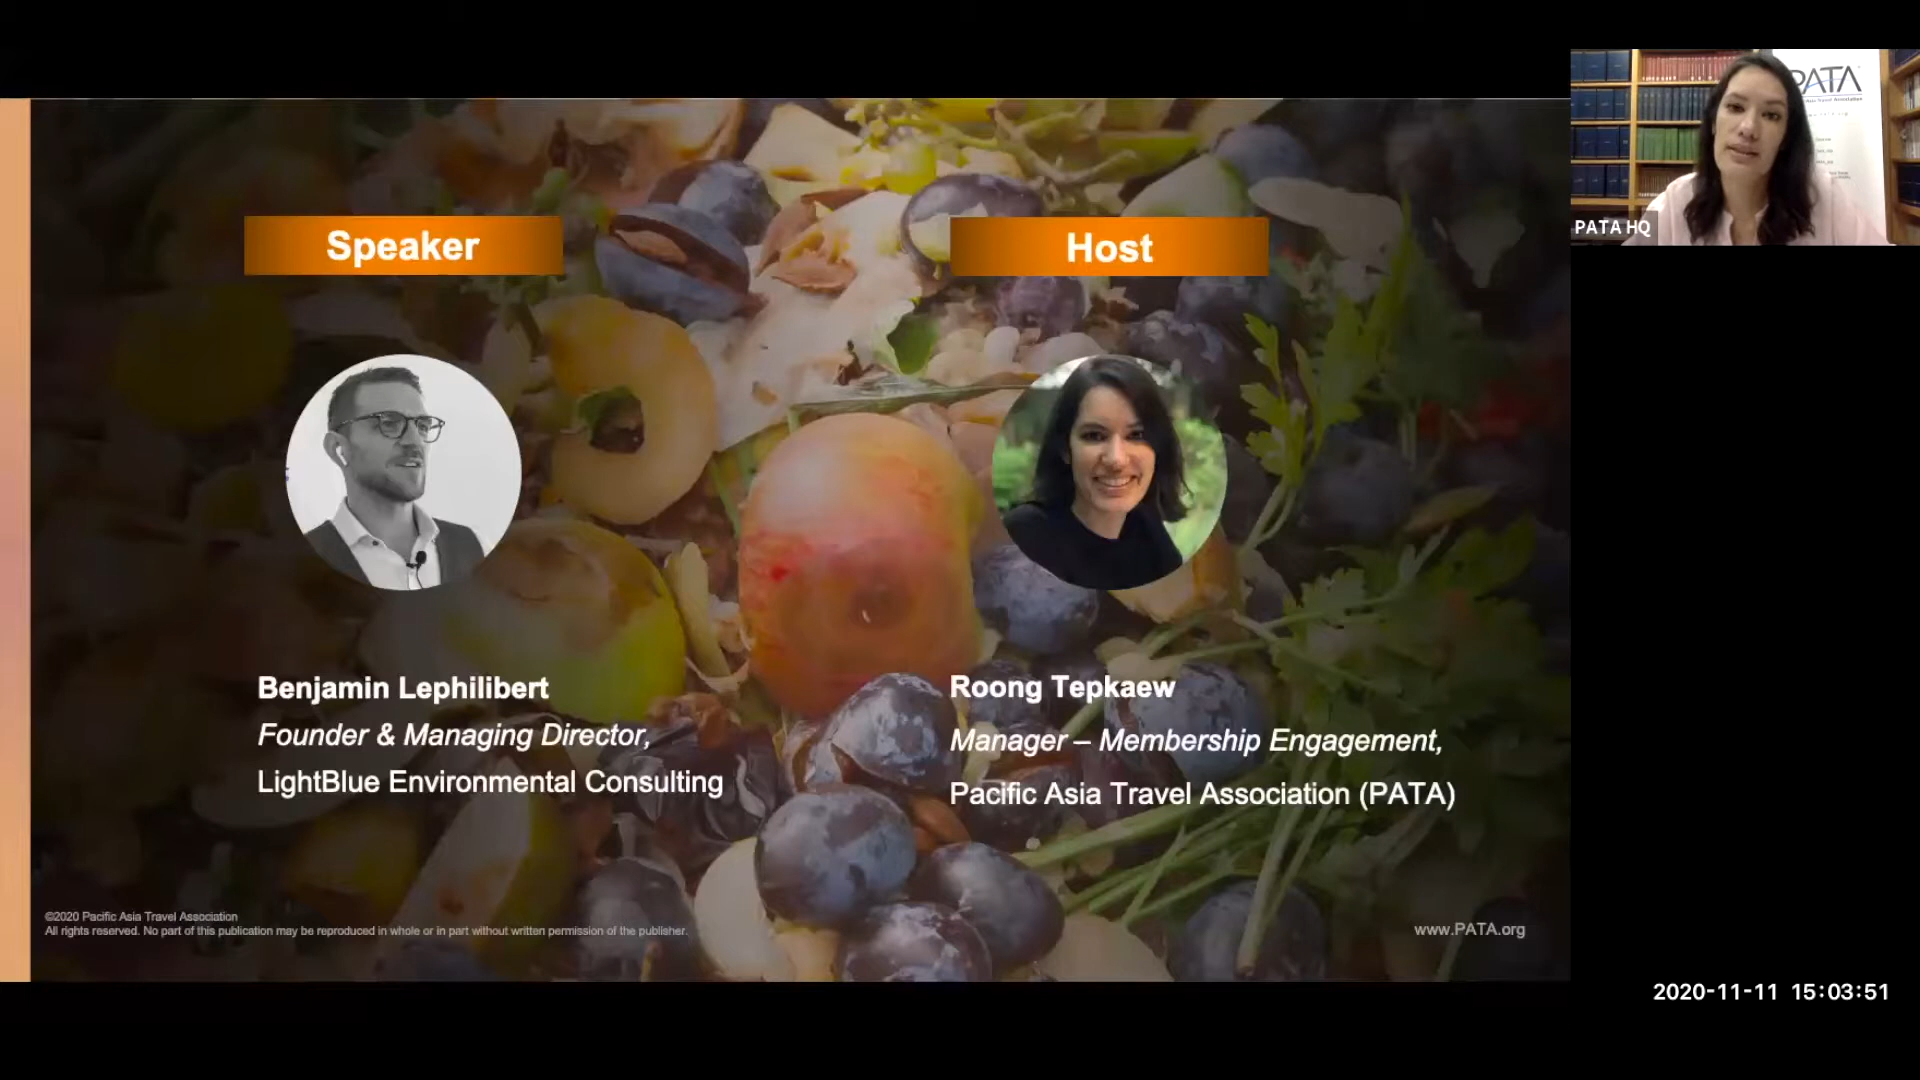 Speaker
Host
Benjamin Lephilibert
Founder & Managing Director,
LightBlue Environmental Consulting
Roong Tepkaew
Manager – Membership Engagement,
Pacific Asia Travel Association (PATA)
©2020 Pacific Asia Travel Association
All rights reserved. No part of this publication may be reproduced in whole or in part without written permission of the publisher.
www.PATA.org
PATA
PATA HQ
2020-11-11 15:03:51